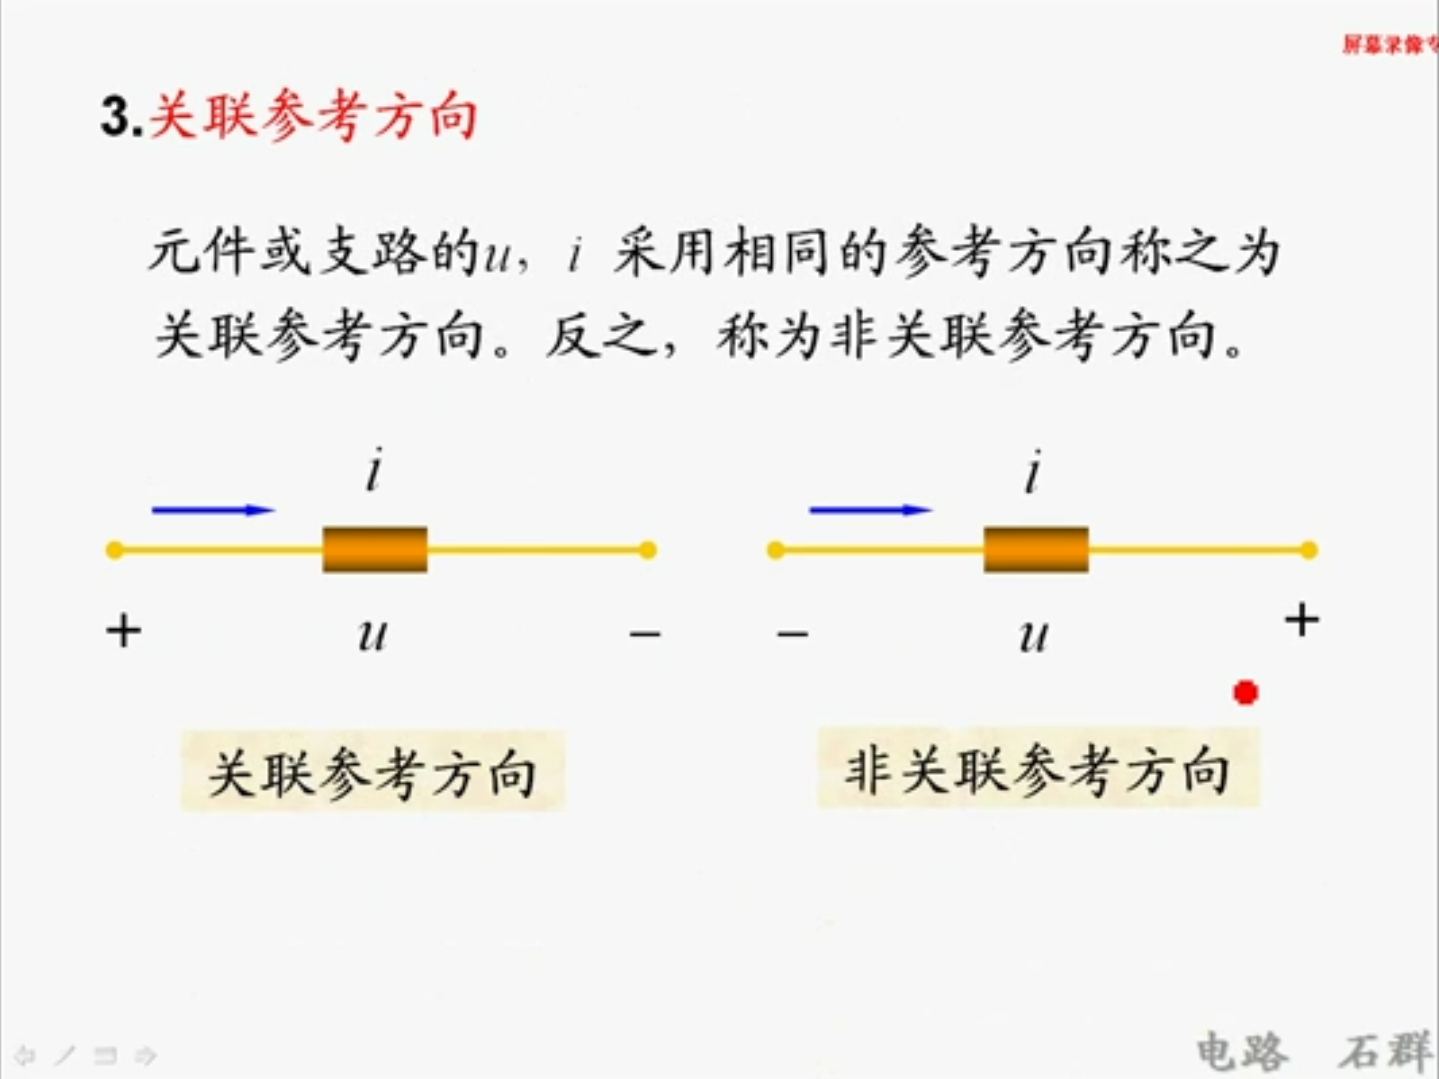 屏幕录像专
3.关联参考方向
元件或支路的u，i 采用相同的参考方向称之为
关联参考方向。反之，称为非关联参考方向。
i
i
+ u –
– u +
关联参考方向
非关联参考方向
电路 石群